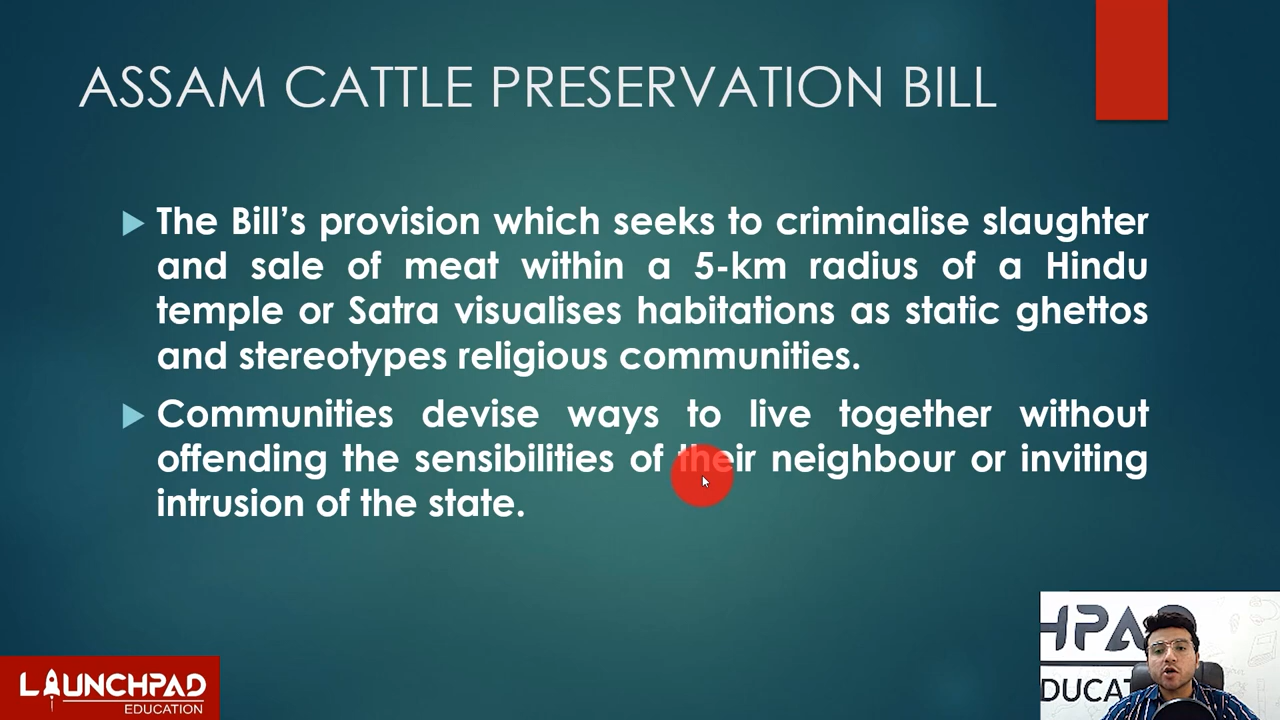 ASSAM CATTLE PRESERVATION BILL
The Bill’s provision which seeks to criminalise slaughter
and sale of meat within a 5-km radius of a Hindu
temple or Satra visualises habitations as static ghettos
and stereotypes religious communities.
Communities devise ways to live together without
offending the sensibilities of their neighbour or inviting
intrusion of the state.
HPAD
DUCAT
LAUNCHPAD
EDUCATION